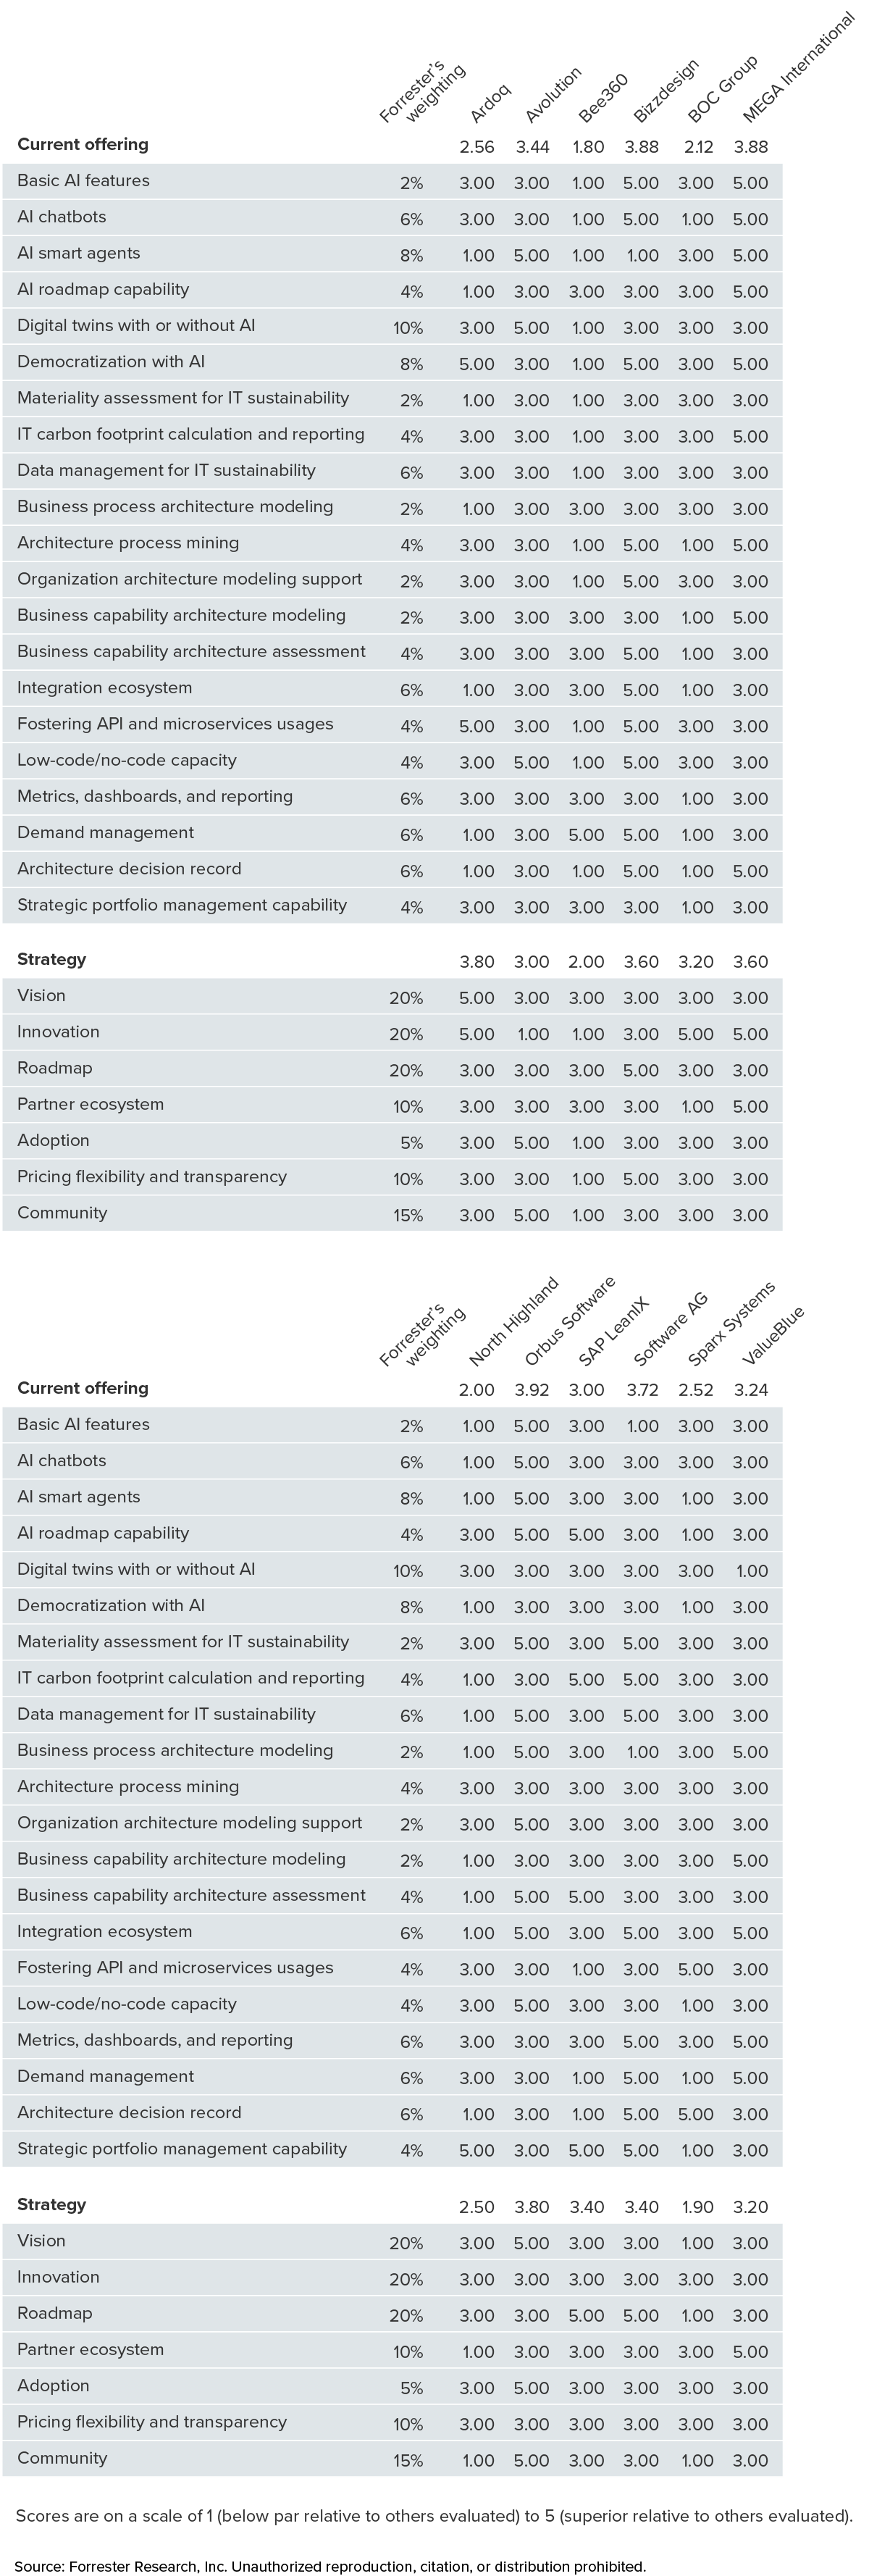 Forrester's weighting Ardoq Avolution Bee360 Bizzdesign BOC Group MEGA International
Current offering 2.56 3.44 1.80 3.88 2.12 3.88
Basic AI features 2% 3.00 3.00 1.00 5.00 3.00 5.00
AI chatbots 6% 3.00 3.00 1.00 5.00 1.00 5.00
AI smart agents 8% 1.00 5.00 1.00 1.00 3.00 5.00
AI roadmap capability 4% 1.00 3.00 3.00 3.00 3.00 5.00
Digital twins with or without AI 10% 3.00 5.00 1.00 3.00 3.00 3.00
Democratization with AI 8% 5.00 3.00 1.00 5.00 3.00 5.00
Materiality assessment for IT sustainability 2% 1.00 3.00 1.00 3.00 3.00 3.00
IT carbon footprint calculation and reporting 4% 3.00 3.00 1.00 3.00 3.00 5.00
Data management for IT sustainability 6% 3.00 3.00 1.00 3.00 3.00 3.00
Business process architecture modeling 2% 1.00 3.00 3.00 3.00 3.00 3.00
Architecture process mining 4% 3.00 3.00 1.00 5.00 1.00 5.00
Organization architecture modeling support 2% 3.00 3.00 1.00 5.00 3.00 3.00
Business capability architecture modeling 2% 3.00 3.00 3.00 3.00 1.00 5.00
Business capability architecture assessment 4% 3.00 3.00 3.00 5.00 1.00 3.00
Integration ecosystem 6% 1.00 3.00 3.00 5.00 1.00 3.00
Fostering API and microservices usages 4% 5.00 3.00 1.00 5.00 3.00 3.00
Low-code/no-code capacity 4% 3.00 5.00 1.00 5.00 3.00 3.00
Metrics, dashboards, and reporting 6% 3.00 3.00 3.00 3.00 1.00 3.00
Demand management 6% 1.00 3.00 5.00 5.00 1.00 3.00
Architecture decision record 6% 1.00 3.00 1.00 5.00 1.00 5.00
Strategic portfolio management capability 4% 3.00 3.00 3.00 3.00 1.00 3.00
Strategy 3.80 3.00 2.00 3.60 3.20 3.60
Vision 20% 5.00 3.00 3.00 3.00 3.00 3.00
Innovation 20% 5.00 1.00 1.00 3.00 5.00 5.00
Roadmap 20% 3.00 3.00 3.00 5.00 3.00 3.00
Partner ecosystem 10% 3.00 3.00 3.00 3.00 1.00 5.00
Adoption 5% 3.00 5.00 1.00 3.00 3.00 3.00
Pricing flexibility and transparency 10% 3.00 3.00 1.00 5.00 3.00 3.00
Community 15% 3.00 5.00 1.00 3.00 3.00 3.00
Forrester's weighting North Highland Orbus Software SAP LeanIX Software AG Sparx Systems ValueBlue
Current offering 2.00 3.92 3.00 3.72 2.52 3.24
Basic AI features 2% 1.00 5.00 3.00 1.00 3.00 3.00
AI chatbots 6% 1.00 5.00 3.00 3.00 3.00 3.00
AI smart agents 8% 1.00 5.00 3.00 3.00 1.00 3.00
AI roadmap capability 4% 3.00 5.00 5.00 3.00 1.00 3.00
Digital twins with or without AI 10% 3.00 3.00 3.00 3.00 3.00 1.00
Democratization with AI 8% 1.00 3.00 3.00 3.00 1.00 3.00
Materiality assessment for IT sustainability 2% 3.00 5.00 3.00 5.00 3.00 3.00
IT carbon footprint calculation and reporting 4% 1.00 3.00 5.00 5.00 3.00 3.00
Data management for IT sustainability 6% 1.00 5.00 3.00 5.00 3.00 3.00
Business process architecture modeling 2% 1.00 5.00 3.00 1.00 3.00 5.00
Architecture process mining 4% 3.00 3.00 3.00 3.00 3.00 3.00
Organization architecture modeling support 2% 3.00 5.00 3.00 3.00 3.00 3.00
Business capability architecture modeling 2% 1.00 3.00 3.00 3.00 3.00 5.00
Business capability architecture assessment 4% 1.00 5.00 5.00 3.00 3.00 3.00
Integration ecosystem 6% 1.00 5.00 3.00 5.00 3.00 5.00
Fostering API and microservices usages 4% 3.00 3.00 1.00 3.00 5.00 3.00
Low-code/no-code capacity 4% 3.00 5.00 3.00 3.00 1.00 3.00
Metrics, dashboards, and reporting 6% 3.00 3.00 3.00 5.00 3.00 5.00
Demand management 6% 3.00 3.00 1.00 5.00 1.00 5.00
Architecture decision record 6% 1.00 3.00 1.00 5.00 5.00 3.00
Strategic portfolio management capability 4% 5.00 3.00 5.00 5.00 1.00 3.00
Strategy 2.50 3.80 3.40 3.40 1.90 3.20
Vision 20% 3.00 5.00 3.00 3.00 1.00 3.00
Innovation 20% 3.00 3.00 3.00 3.00 3.00 3.00
Roadmap 20% 3.00 3.00 5.00 5.00 1.00 3.00
Partner ecosystem 10% 1.00 3.00 3.00 3.00 3.00 5.00
Adoption 5% 3.00 5.00 3.00 3.00 3.00 3.00
Pricing flexibility and transparency 10% 3.00 3.00 3.00 3.00 3.00 3.00
Community 15% 1.00 5.00 3.00 3.00 1.00 3.00
Scores are on a scale of 1 (below par relative to others evaluated) to 5 (superior relative to others evaluated).
Source: Forrester Research, Inc. Unauthorized reproduction, citation, or distribution prohibited.